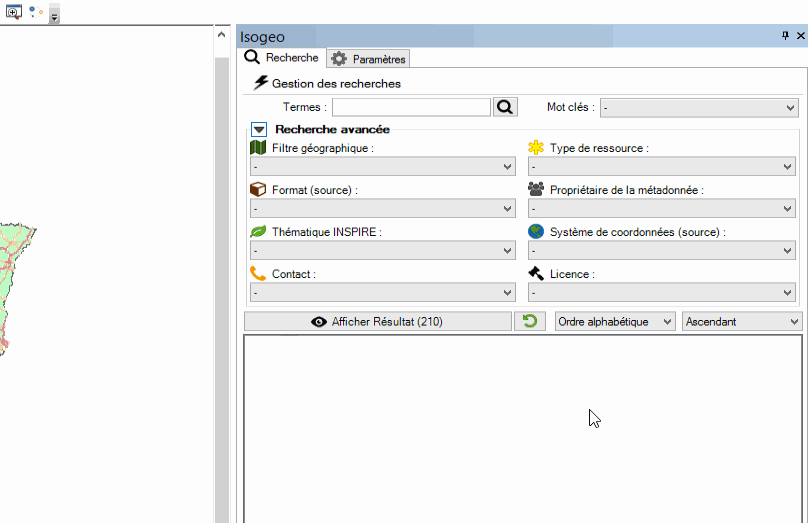 Isogeo
Recherche Paramètres
Gestion des recherches
Termes : Mot clés : -
Recherche avancée
Filtre géographique : Type de ressource :
- -
Format (source) : Propriétaire de la métadonnée :
- -
Thématique INSPIRE : Système de coordonnées (source) :
- -
Contact : Licence :
- -
Afficher Résultat (210) Ordre alphabétique Ascendant